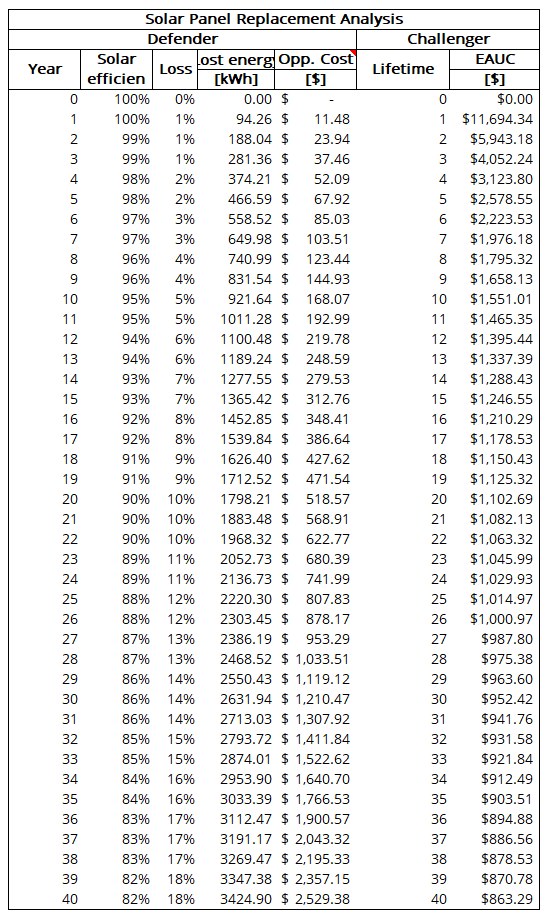 Solar Panel Replacement Analysis
Defender Challenger
Year Solar efficien Loss ost energy [kWh] Opp. Cost [$] Lifetime EAUC [$]
0 100% 0% 0.00 $ - 0 $0.00
1 100% 1% 94.26 $ 11.48 1 $11,694.34
2 99% 1% 188.04 $ 23.94 2 $5,943.18
3 99% 1% 281.36 $ 37.46 3 $4,052.24
4 98% 2% 374.21 $ 52.09 4 $3,123.80
5 98% 2% 466.59 $ 67.92 5 $2,578.55
6 97% 3% 558.52 $ 85.03 6 $2,223.53
7 97% 3% 649.98 $ 103.51 7 $1,976.18
8 96% 4% 740.99 $ 123.44 8 $1,795.32
9 96% 4% 831.54 $ 144.93 9 $1,658.13
10 95% 5% 921.64 $ 168.07 10 $1,551.01
11 95% 5% 1011.28 $ 192.99 11 $1,465.35
12 94% 6% 1100.48 $ 219.78 12 $1,395.44
13 94% 6% 1189.24 $ 248.59 13 $1,337.39
14 93% 7% 1277.55 $ 279.53 14 $1,288.43
15 93% 7% 1365.42 $ 312.76 15 $1,246.55
16 92% 8% 1452.85 $ 348.41 16 $1,210.29
17 92% 8% 1539.84 $ 386.64 17 $1,178.53
18 91% 9% 1626.40 $ 427.62 18 $1,150.43
19 91% 9% 1712.52 $ 471.54 19 $1,125.32
20 90% 10% 1798.21 $ 518.57 20 $1,102.69
21 90% 10% 1883.48 $ 568.91 21 $1,082.13
22 90% 10% 1968.32 $ 622.77 22 $1,063.32
23 89% 11% 2052.73 $ 680.39 23 $1,045.99
24 89% 11% 2136.73 $ 741.99 24 $1,029.93
25 88% 12% 2220.30 $ 807.83 25 $1,014.97
26 88% 12% 2303.45 $ 878.17 26 $1,000.97
27 87% 13% 2386.19 $ 953.29 27 $987.80
28 87% 13% 2468.52 $ 1,033.51 28 $975.38
29 86% 14% 2550.43 $ 1,119.12 29 $963.60
30 86% 14% 2631.94 $ 1,210.47 30 $952.42
31 86% 14% 2713.03 $ 1,307.92 31 $941.76
32 85% 15% 2793.72 $ 1,411.84 32 $931.58
33 85% 15% 2874.01 $ 1,522.62 33 $921.84
34 84% 16% 2953.90 $ 1,640.70 34 $912.49
35 84% 16% 3033.39 $ 1,766.53 35 $903.51
36 83% 17% 3112.47 $ 1,900.57 36 $894.88
37 83% 17% 3191.17 $ 2,043.32 37 $886.56
38 83% 17% 3269.47 $ 2,195.33 38 $878.53
39 82% 18% 3347.38 $ 2,357.15 39 $870.78
40 82% 18% 3424.90 $ 2,529.38 40 $863.29